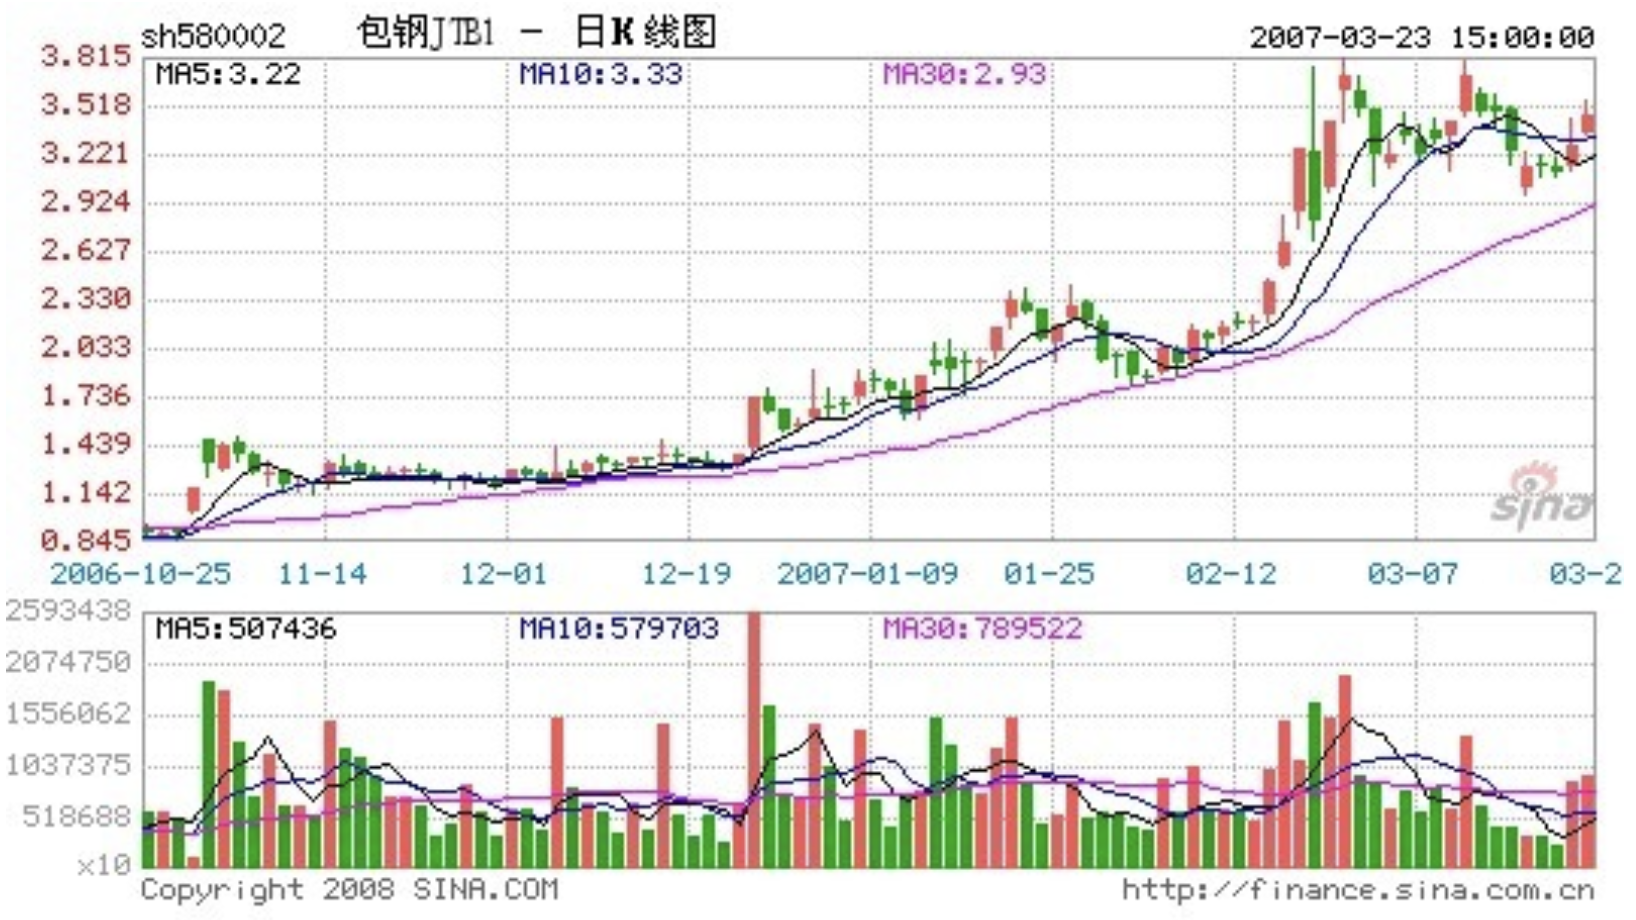 sh580002 包钢JTB1 - 日K线图 2007-03-23 15:00:00
3.815
MA5:3.22 MA10:3.33 MA30:2.93
3.518
3.221
2.924
2.627
2.330
2.033
1.736
1.439
1.142
0.845
sina
2006-10-25 11-14 12-01 12-19 2007-01-09 01-25 02-12 03-07 03-2
2593438
MA5:507436 MA10:579703 MA30:789522
2074750
1556062
1037375
518688
x10
Copyright 2008 SINA.COM http://finance.sina.com.cn